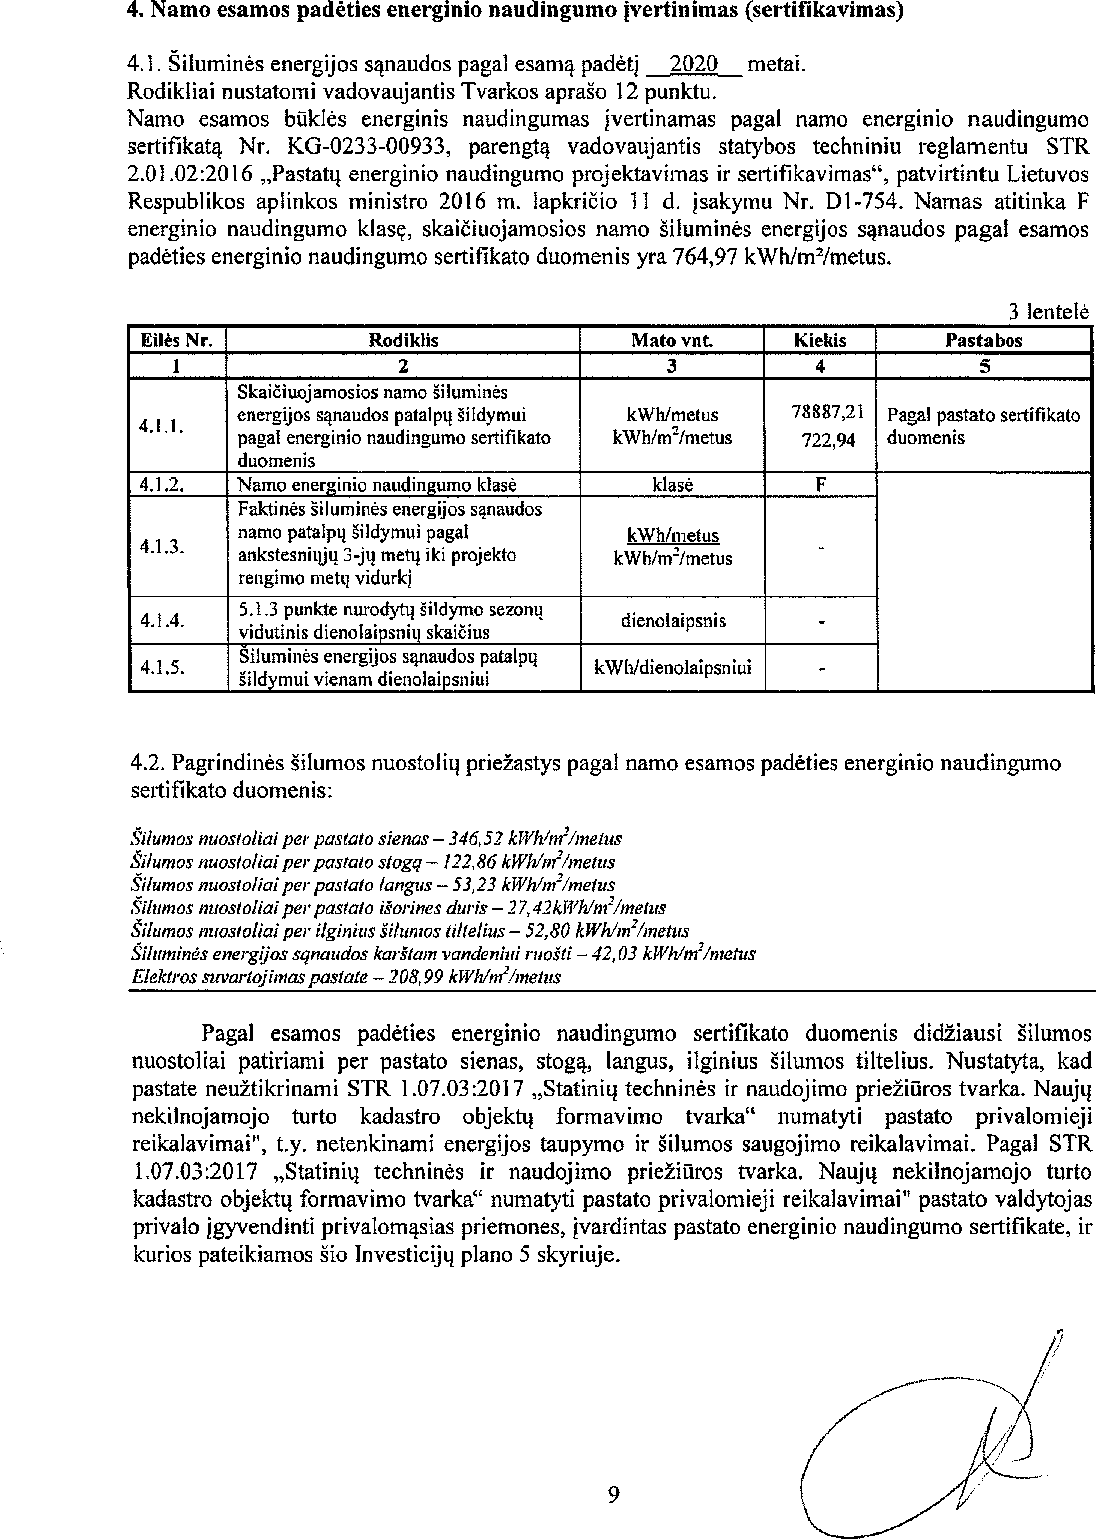 4. Namo esamos padėties energinio naudingumo įvertinimas (sertifikavimas)
4.1. Šiluminės energijos sąnaudos pagal esamą padėtį __2020__ metai.
Rodikliai nustatomi vadovaujantis Tvarkos aprašo 12 punktu.
Namo esamos būklės energinis naudingumas įvertinamas pagal namo energinio naudingumo
sertifikatą Nr. KG-0233-00933, parengtą vadovaujantis statybos techniniu reglamentu STR
2.01.02:2016 „Pastatų energinio naudingumo projektavimas ir sertifikavimas“, patvirtintu Lietuvos
Respublikos aplinkos ministro 2016 m. lapkričio 11 d. įsakymu Nr. D1-754. Namas atitinka F
energinio naudingumo klasę, skaičiuojamosios namo šiluminės energijos sąnaudos pagal esamos
padėties energinio naudingumo sertifikato duomenis yra 764,97 kWh/m²/metus.
3 lentelė
Eilės Nr. Rodiklis Mato vnt. Kiekis Pastabos
1 2 3 4 5
4.1.1. Skaičiuojamosios namo šiluminės
energijos sąnaudos patalpų šildymui kWh/metus 78887,21 Pagal pastato sertifikato
pagal energinio naudingumo sertifikato kWh/m²/metus 722,94 duomenis
duomenis
4.1.2. Namo energinio naudingumo klasė klasė F
4.1.3. Faktinės šiluminės energijos sąnaudos
namo patalpų šildymui pagal kWh/metus
ankstesniųjų 3-jų metų iki projekto kWh/m²/metus -
rengimo metų vidurkį
4.1.4. 5.1.3 punkte nurodytų šildymo sezonų dienolaipsnis -
vidutinis dienolaipsnių skaičius
4.1.5. Šiluminės energijos sąnaudos patalpų kWh/dienolaipsniui -
šildymui vienam dienolaipsniui
4.2. Pagrindinės šilumos nuostolių priežastys pagal namo esamos padėties energinio naudingumo
sertifikato duomenis:
Šilumos nuostoliai per pastato sienas – 346,52 kWh/m²/metus
Šilumos nuostoliai per pastato stogą – 122,86 kWh/m²/metus
Šilumos nuostoliai per pastato langus – 53,23 kWh/m²/metus
Šilumos nuostoliai per pastato išorines duris – 27,42kWh/m²/metus
Šilumos nuostoliai per ilginius šilumos tiltelius – 52,80 kWh/m²/metus
Šiluminės energijos sąnaudos karštam vandeniui ruošti – 42,03 kWh/m²/metus
Elektros suvartojimas pastate – 208,99 kWh/m²/metus
Pagal esamos padėties energinio naudingumo sertifikato duomenis didžiausi šilumos
nuostoliai patiriami per pastato sienas, stogą, langus, ilginius šilumos tiltelius. Nustatyta, kad
pastate neužtikrinami STR 1.07.03:2017 „Statinių techninės ir naudojimo priežiūros tvarka. Naujų
nekilnojamojo turto kadastro objektų formavimo tvarka“ numatyti pastato privalomieji
reikalavimai", t.y. netenkinami energijos taupymo ir šilumos saugojimo reikalavimai. Pagal STR
1.07.03:2017 „Statinių techninės ir naudojimo priežiūros tvarka. Naujų nekilnojamojo turto
kadastro objektų formavimo tvarka“ numatyti pastato privalomieji reikalavimai" pastato valdytojas
privalo įgyvendinti privalomąsias priemones, įvardintas pastato energinio naudingumo sertifikate, ir
kurios pateikiamos šio Investicijų plano 5 skyriuje.
9